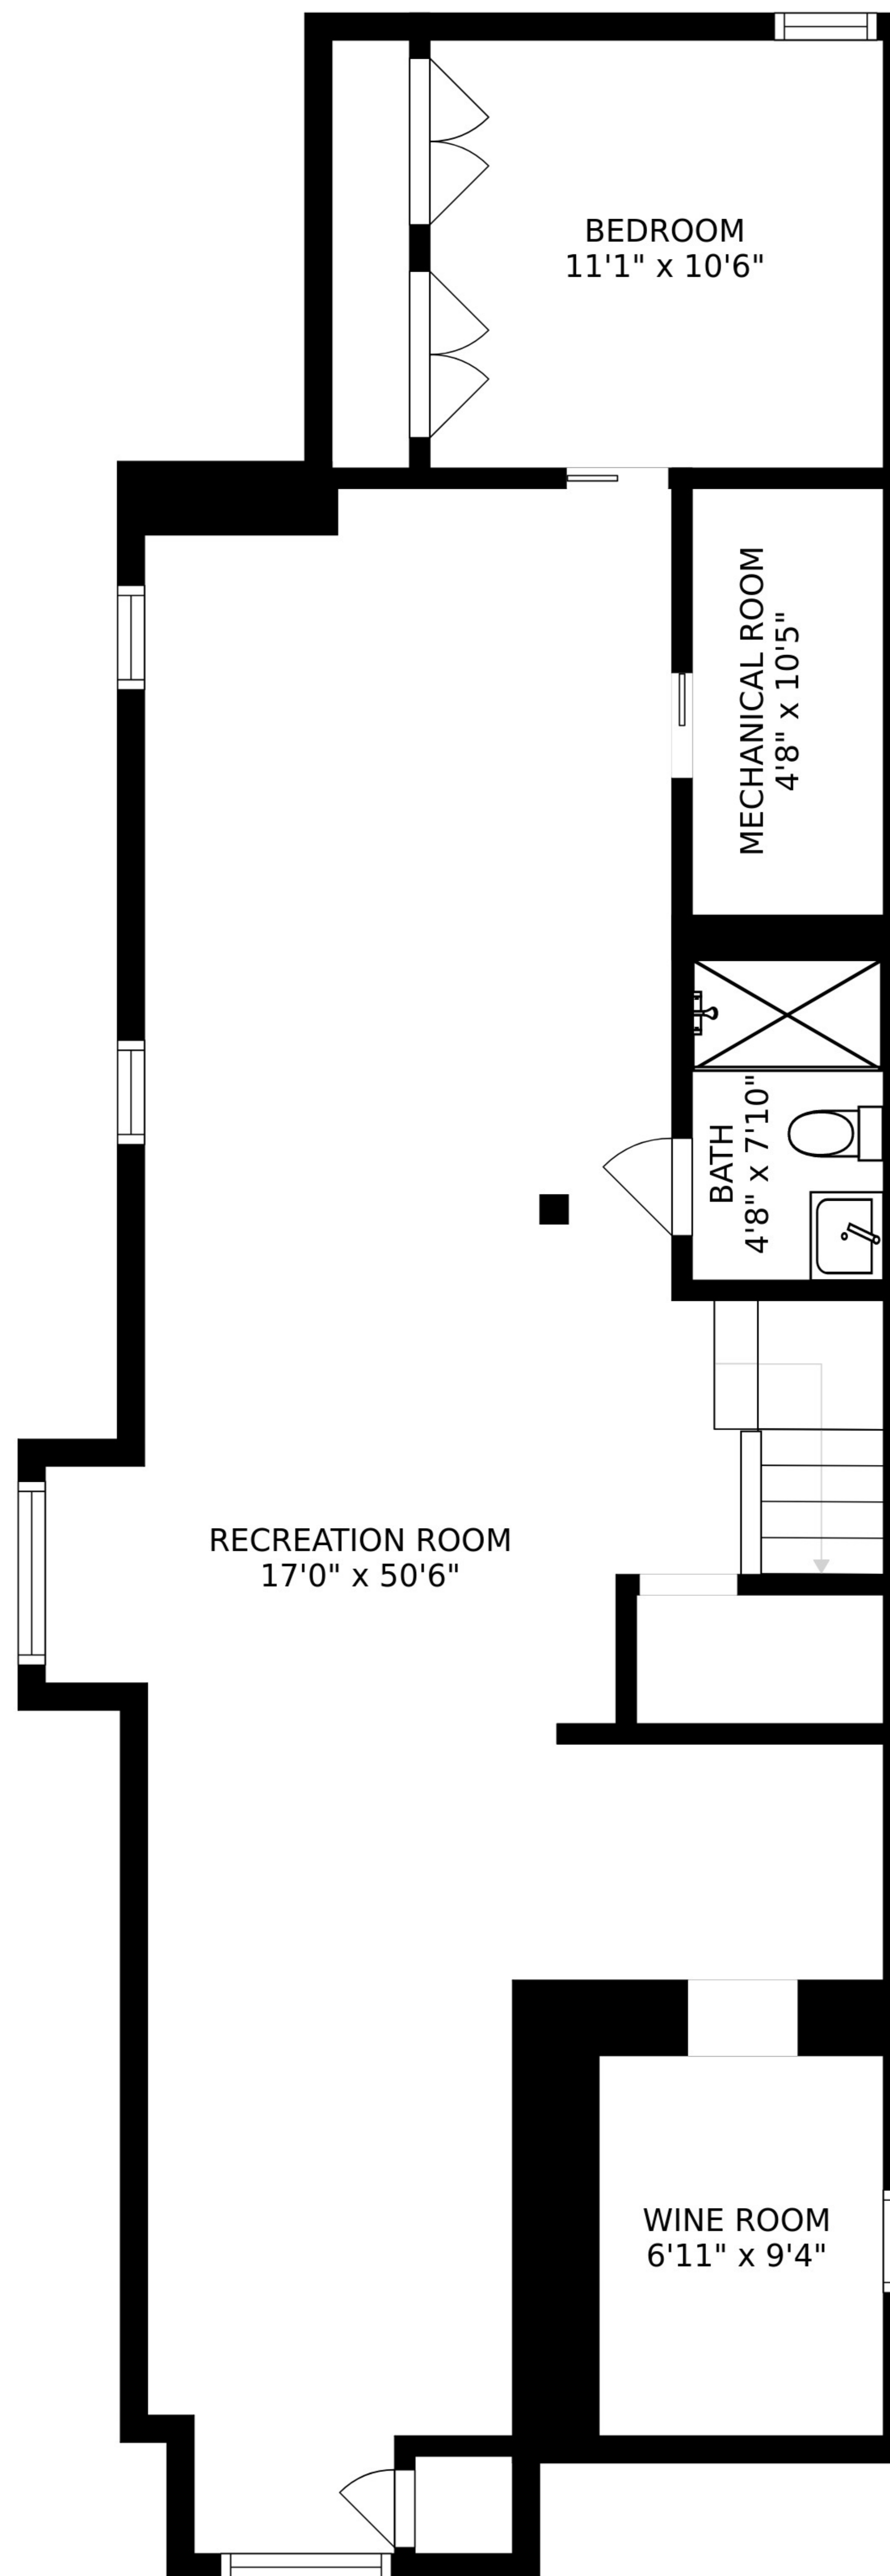 BEDROOM
11'1" x 10'6"
MECHANICAL ROOM
4'8" x 10'5"
BATH
4'8" x 7'10"
RECREATION ROOM
17'0" x 50'6"
WINE ROOM
6'11" x 9'4"